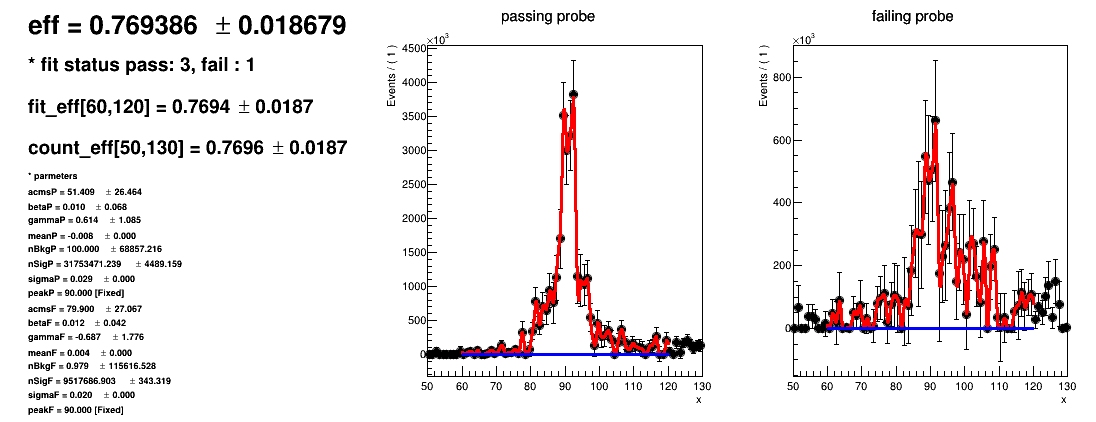 eff = 0.769386 ± 0.018679
* fit status pass: 3, fail : 1
fit_eff[60,120] = 0.7694 ± 0.0187
count_eff[50,130] = 0.7696 ± 0.0187
* parmeters
acmsP = 51.409 ± 26.464
betaP = 0.010 ± 0.068
gammaP = 0.614 ± 1.085
meanP = -0.008 ± 0.000
nBkgP = 100.000 ± 68857.216
nSigP = 31753471.239 ± 4489.159
sigmaP = 0.029 ± 0.000
peakP = 90.000 [Fixed]
acmsF = 79.900 ± 27.067
betaF = 0.012 ± 0.042
gammaF = -0.687 ± 1.776
meanF = 0.004 ± 0.000
nBkgF = 0.979 ± 115616.528
nSigF = 9517686.903 ± 343.319
sigmaF = 0.020 ± 0.000
peakF = 90.000 [Fixed]
passing probe
×10³
Events / ( 1 )
4500
4000
3500
3000
2500
2000
1500
1000
500
0
50 60 70 80 90 100 110 120 130
x
failing probe
×10³
Events / ( 1 )
800
600
400
200
0
50 60 70 80 90 100 110 120 130
x